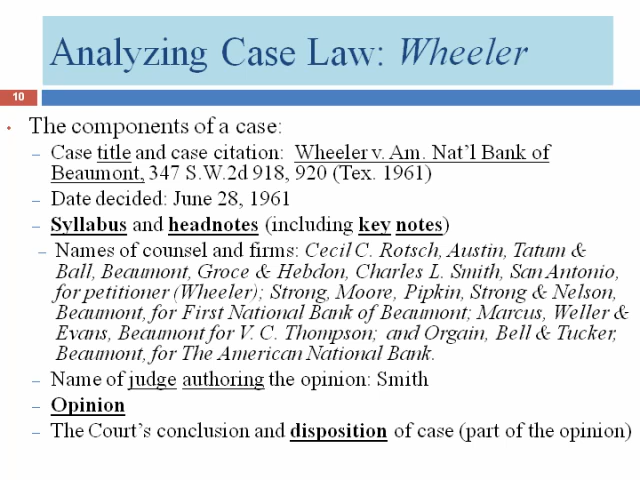 Analyzing Case Law: Wheeler
10
• The components of a case:
– Case title and case citation: Wheeler v. Am. Nat'l Bank of
Beaumont, 347 S.W.2d 918, 920 (Tex. 1961)
– Date decided: June 28, 1961
– Syllabus and headnotes (including key notes)
– Names of counsel and firms: Cecil C. Rotsch, Austin, Tatum &
Ball, Beaumont, Groce & Hebdon, Charles L. Smith, San Antonio,
for petitioner (Wheeler); Strong, Moore, Pipkin, Strong & Nelson,
Beaumont, for First National Bank of Beaumont; Marcus, Weller &
Evans, Beaumont for V. C. Thompson; and Orgain, Bell & Tucker,
Beaumont, for The American National Bank.
– Name of judge authoring the opinion: Smith
– Opinion
– The Court's conclusion and disposition of case (part of the opinion)